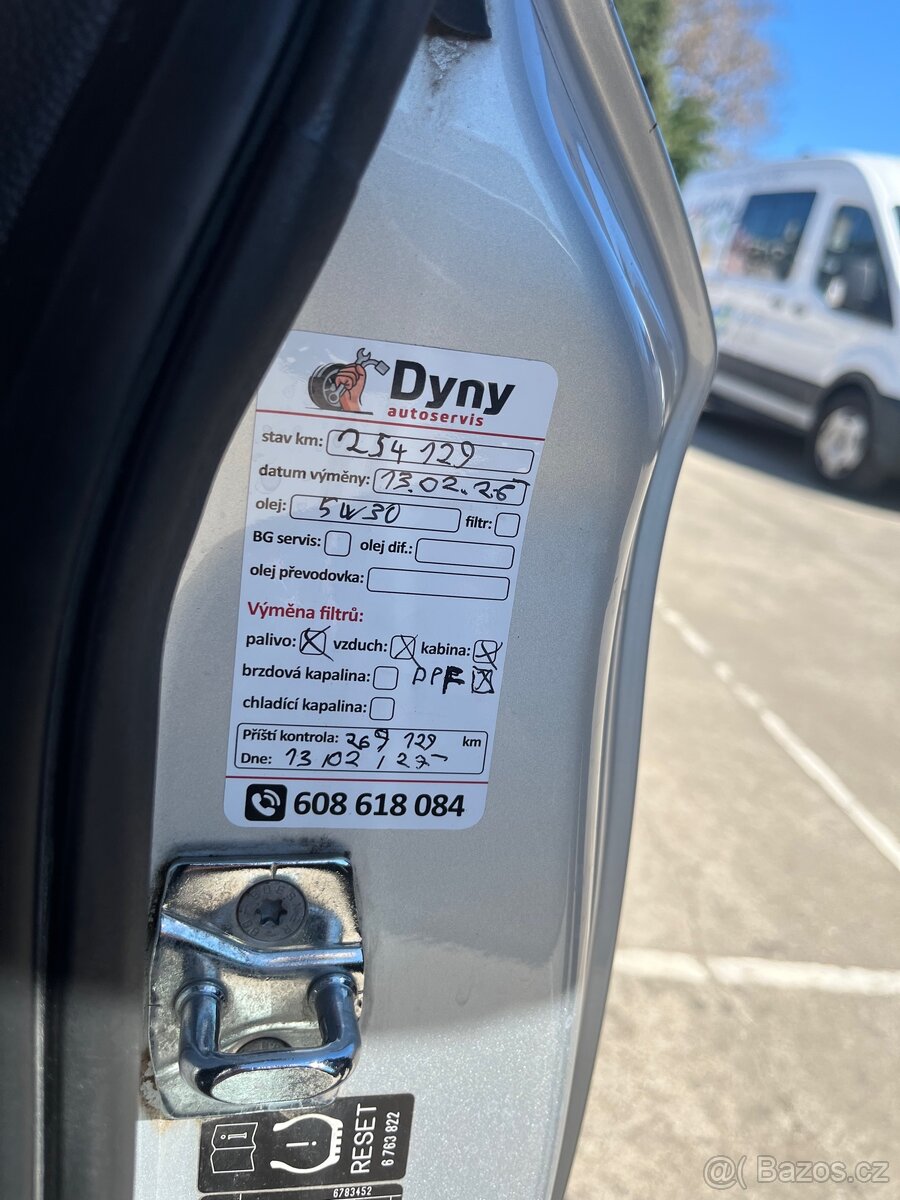 Dyny
autoservis
stav km: 254 129
datum výměny: 13.02.26
olej: 5W30 filtr:
BG servis: olej dif.:
olej převodovka:
Výměna filtrů:
palivo: vzduch: kabina:
brzdová kapalina: DPF
chladící kapalina:
Příští kontrola: 269 129 km
Dne: 13/02/27
608 618 084
RESET
6 763 822
6783452
@( Bazos.cz